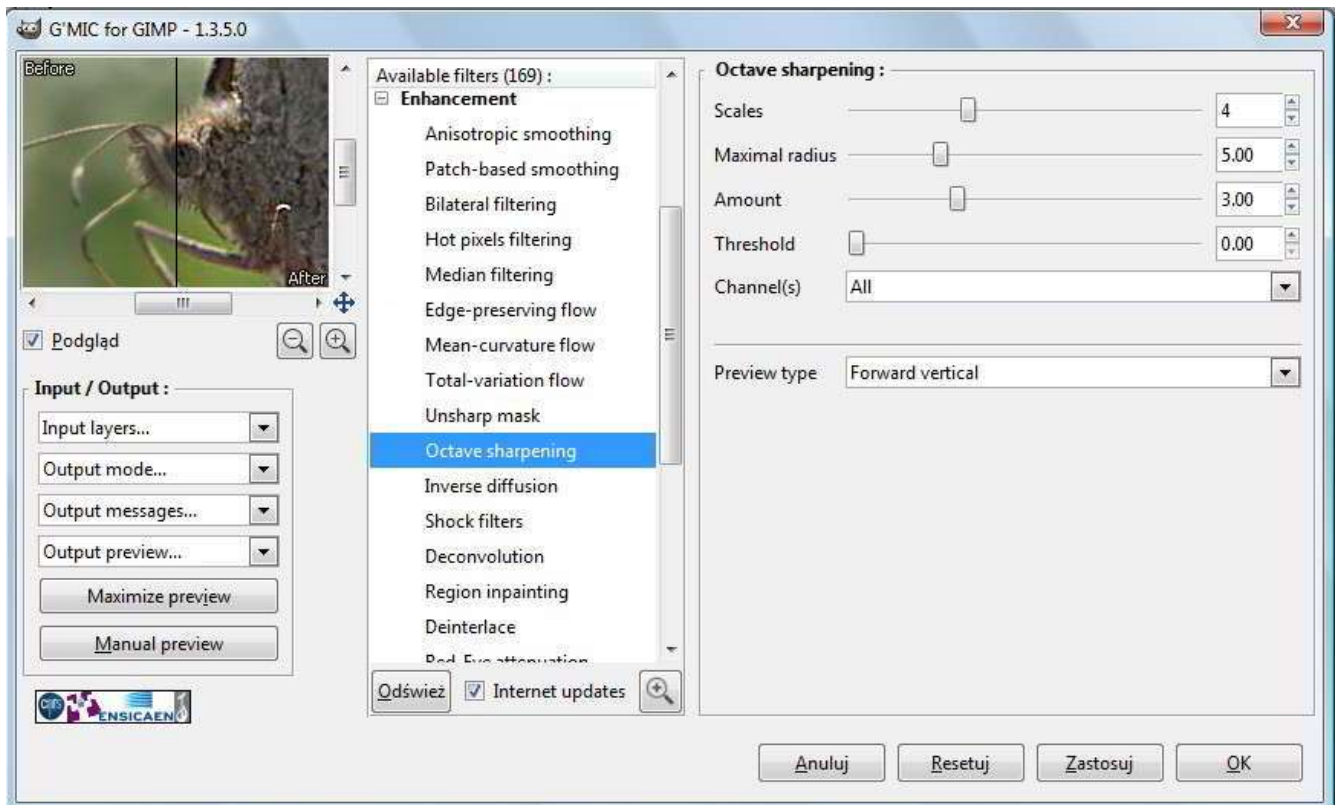 G'MIC for GIMP - 1.3.5.0
Before
After
Podgląd
Input / Output :
Input layers...
Output mode...
Output messages...
Output preview...
Maximize preview
Manual preview
ENSICAEN
Available filters (169) :
Enhancement
Anisotropic smoothing
Patch-based smoothing
Bilateral filtering
Hot pixels filtering
Median filtering
Edge-preserving flow
Mean-curvature flow
Total-variation flow
Unsharp mask
Octave sharpening
Inverse diffusion
Shock filters
Deconvolution
Region inpainting
Deinterlace
Red-Eye attenuation
Odśwież
Internet updates
Octave sharpening :
Scales 4
Maximal radius 5.00
Amount 3.00
Threshold 0.00
Channel(s) All
Preview type Forward vertical
Anuluj Resetuj Zastosuj OK